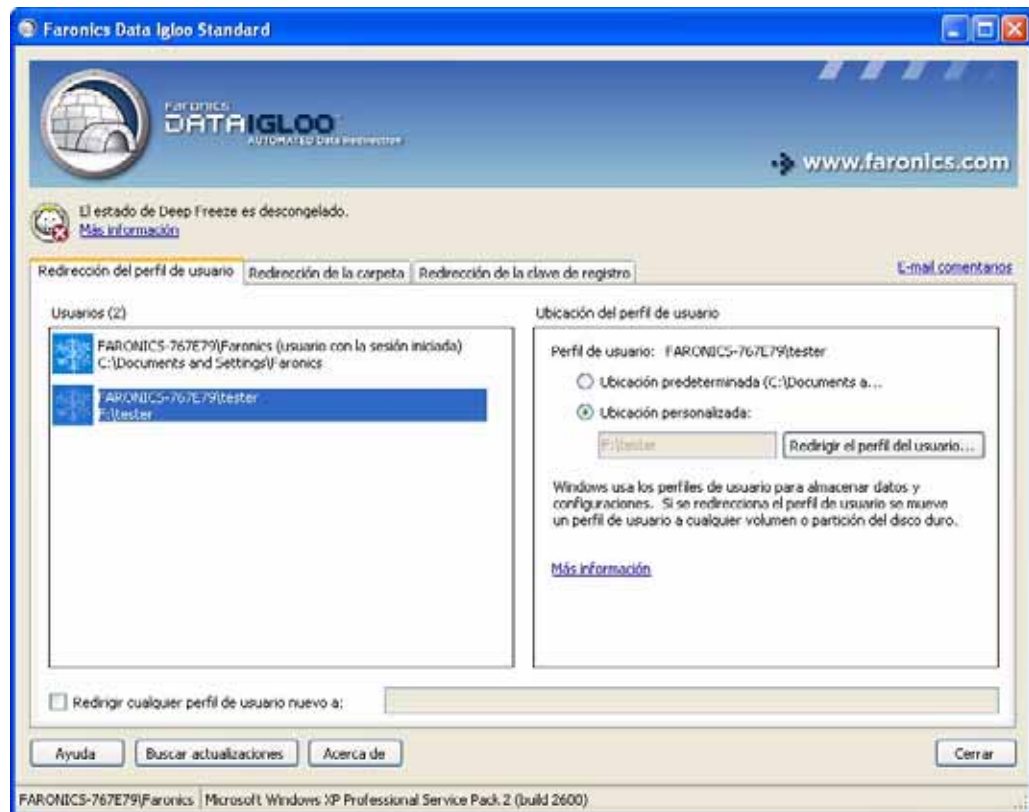 Faronics Data Igloo Standard
Faronics
DATAIGLOO
AUTOMATED Data Redirection
www.faronics.com
El estado de Deep Freeze es descongelado.
Más información
Redirección del perfil de usuario
Redirección de la carpeta
Redirección de la clave de registro
E-mail comentarios
Usuarios (2)
FARONICS-767E79\Faronics (usuario con la sesión iniciada)
C:\Documents and Settings\Faronics
FARONICS-767E79\tester
F:\tester
Ubicación del perfil de usuario
Perfil de usuario: FARONICS-767E79\tester
Ubicación predeterminada (C:\Documents a...
Ubicación personalizada:
F:\tester
Redirigir el perfil del usuario...
Windows usa los perfiles de usuario para almacenar datos y
configuraciones. Si se redirecciona el perfil de usuario se mueve
un perfil de usuario a cualquier volumen o partición del disco duro.
Más información
Redirigir cualquier perfil de usuario nuevo a:
Ayuda
Buscar actualizaciones
Acerca de
Cerrar
FARONICS-767E79\Faronics
Microsoft Windows XP Professional Service Pack 2 (build 2600)